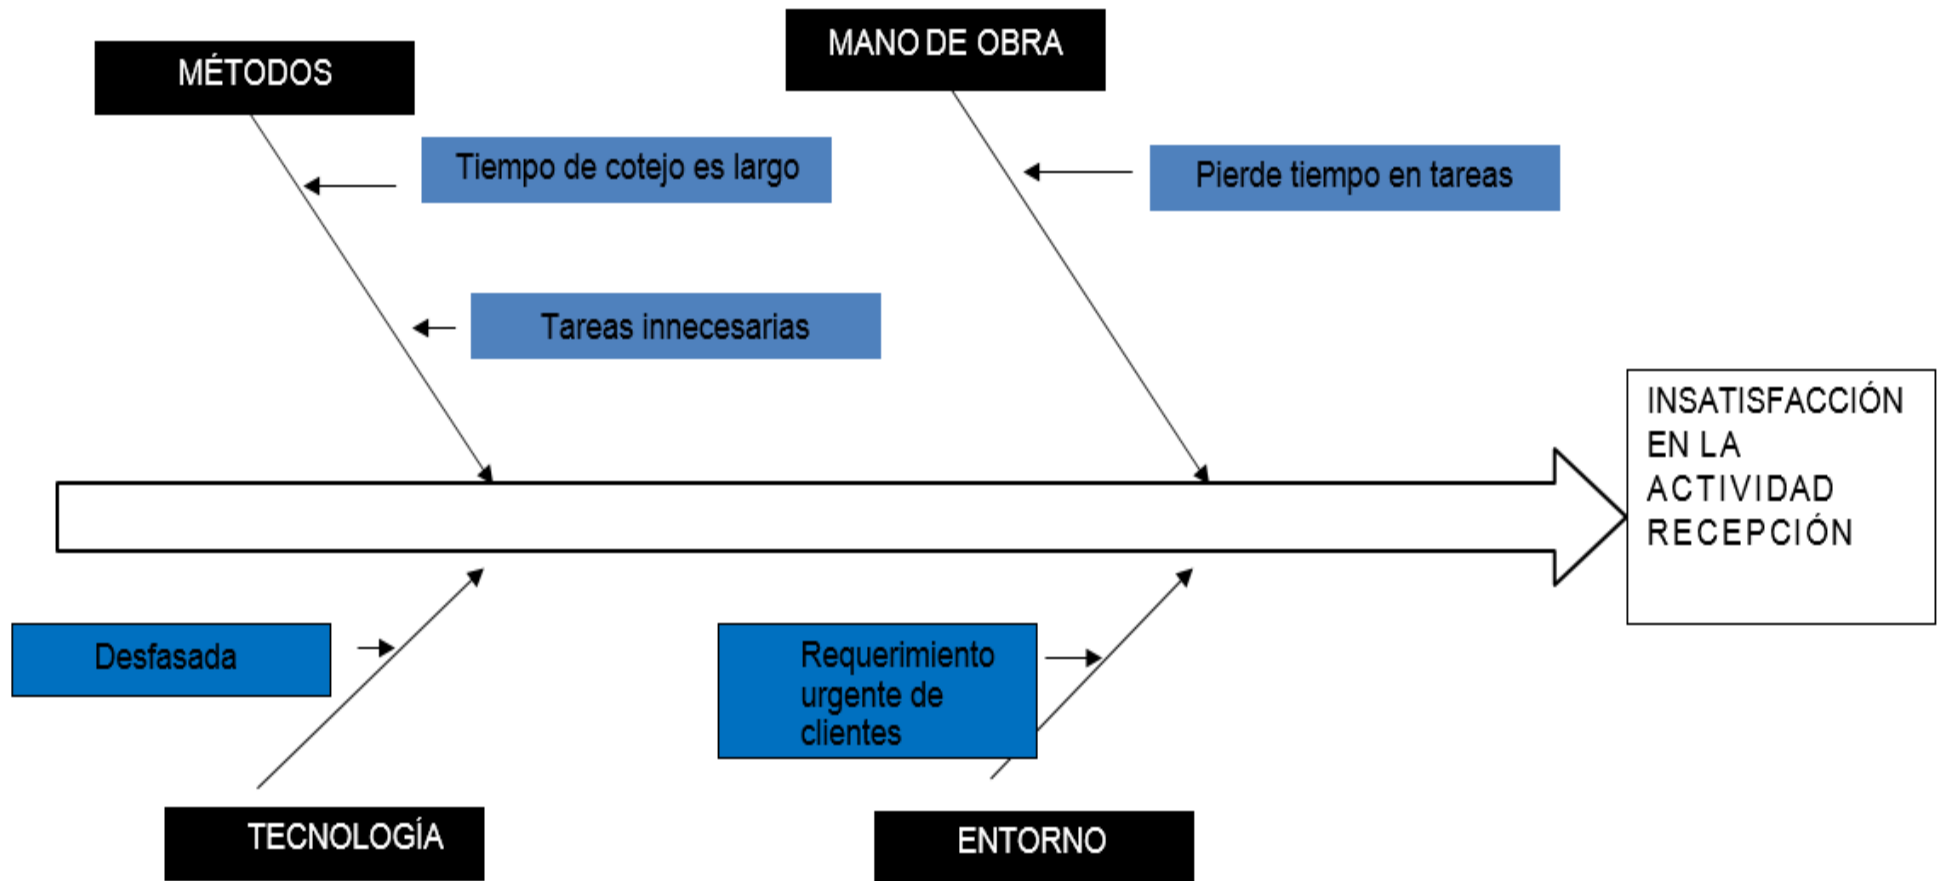 MÉTODOS
MANO DE OBRA
Tiempo de cotejo es largo
Pierde tiempo en tareas
Tareas innecesarias
INSATISFACCIÓN
EN LA
ACTIVIDAD
RECEPCIÓN
Desfasada
Requerimiento
urgente de
clientes
TECNOLOGÍA
ENTORNO